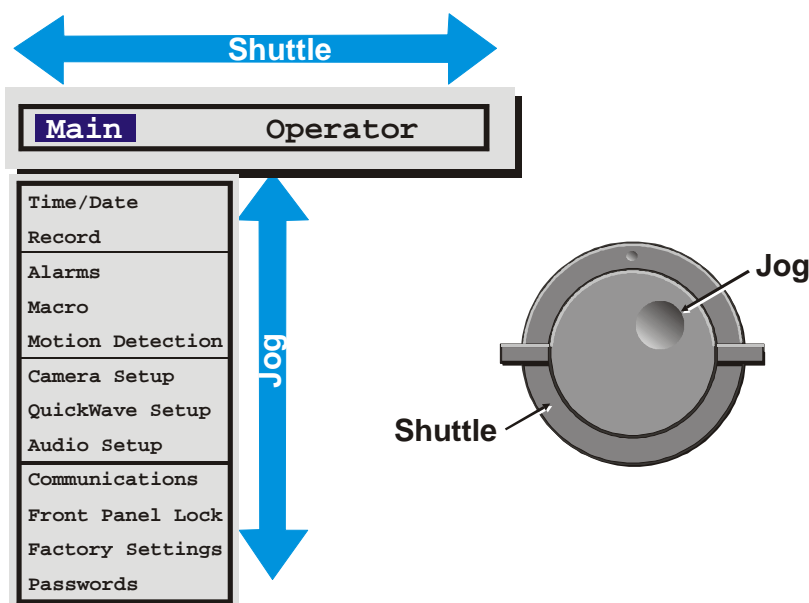 Shuttle
Main Operator
Time/Date
Record
Alarms
Macro
Motion Detection
Camera Setup
QuickWave Setup
Audio Setup
Communications
Front Panel Lock
Factory Settings
Passwords
Jog
Jog
Shuttle